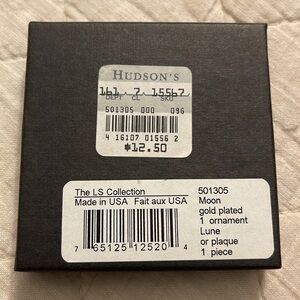 HUDSON'S
161 7 15567
DEPT CL SKU
501305 000 096
4 16107 01556 2
$12.50
The LS Collection
Made in USA Fait aux USA
7 65125 12520 4
501305
Moon
gold plated
1 ornament
Lune
or plaque
1 piece